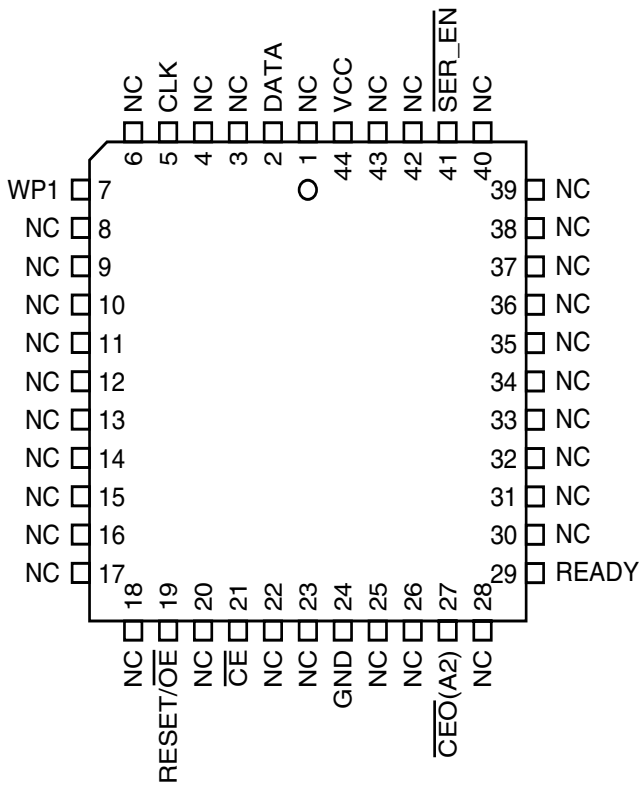 NC
CLK
NC
NC
DATA
NC
VCC
NC
NC
SER_EN
NC
6
5
4
3
2
1
44
43
42
41
40
WP1 7
NC 8
NC 9
NC 10
NC 11
NC 12
NC 13
NC 14
NC 15
NC 16
NC 17
39 NC
38 NC
37 NC
36 NC
35 NC
34 NC
33 NC
32 NC
31 NC
30 NC
29 READY
18
19
20
21
22
23
24
25
26
27
28
NC
RESET/OE
NC
CE
NC
NC
GND
NC
NC
CEO(A2)
NC